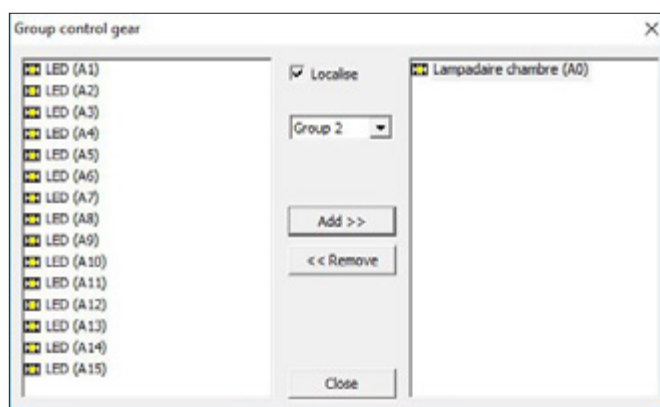 Group control gear
LED (A1)
LED (A2)
LED (A3)
LED (A4)
LED (A5)
LED (A6)
LED (A7)
LED (A8)
LED (A9)
LED (A10)
LED (A11)
LED (A12)
LED (A13)
LED (A14)
LED (A15)
Localise
Group 2
Add >>
<< Remove
Close
Lampadaire chambre (A0)